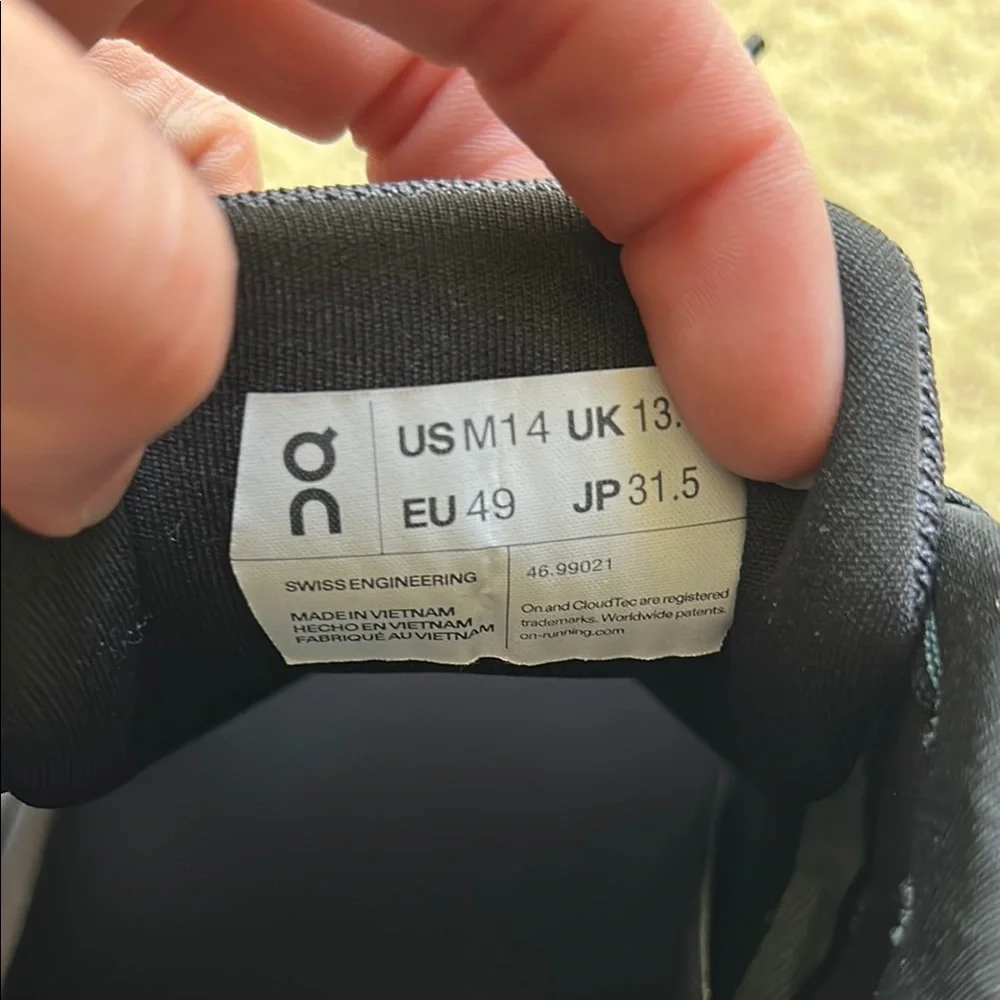 US M14 UK 13.
EU 49 JP 31.5
SWISS ENGINEERING
MADE IN VIETNAM
HECHO EN VIETNAM
FABRIQUÉ AU VIETNAM
46.99021
On and CloudTec are registered
trademarks. Worldwide patents.
on-running.com